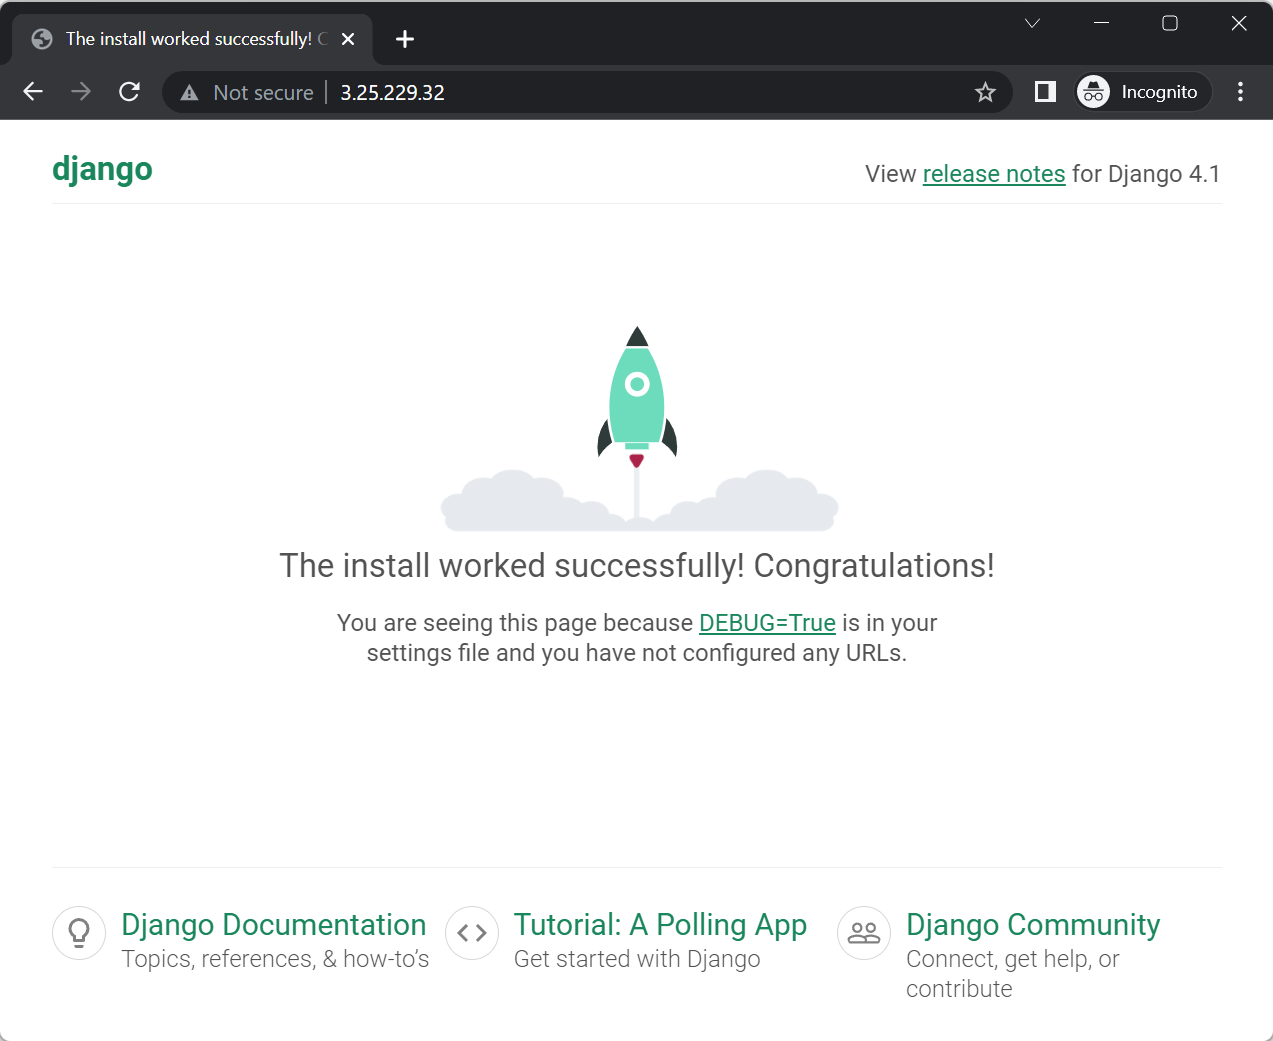 The install worked successfully! C
Not secure
3.25.229.32
Incognito
django
View release notes for Django 4.1
The install worked successfully! Congratulations!
You are seeing this page because DEBUG=True is in your
settings file and you have not configured any URLs.
Django Documentation
Topics, references, & how-to’s
Tutorial: A Polling App
Get started with Django
Django Community
Connect, get help, or
contribute